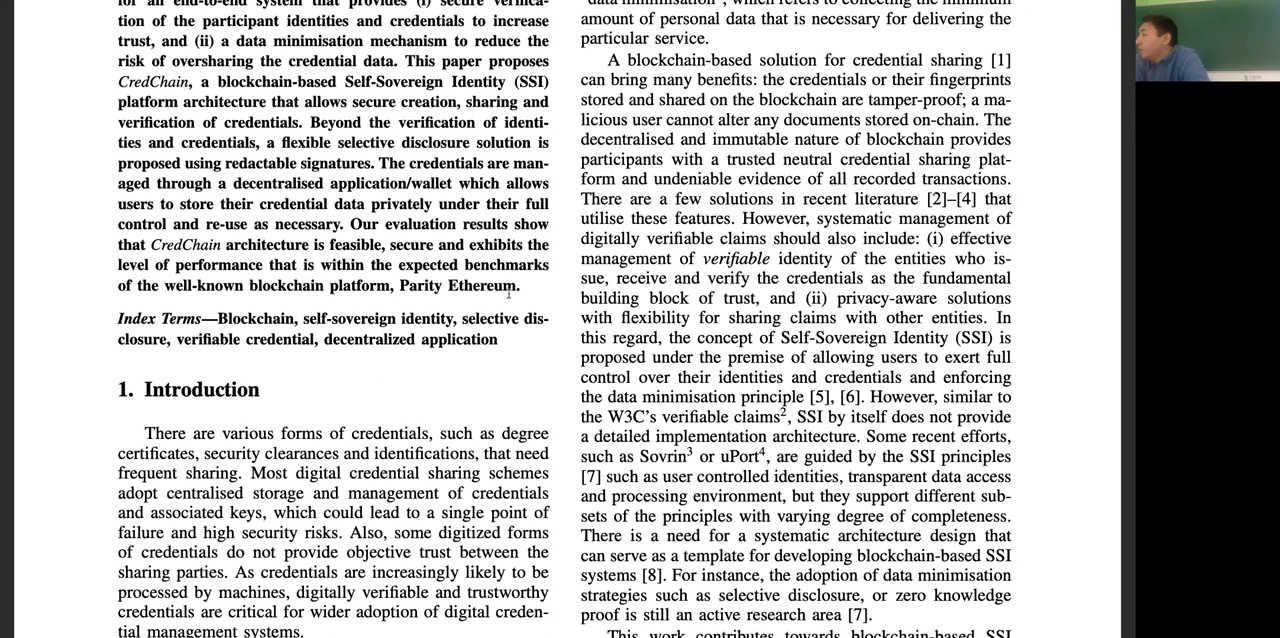 for an end-to-end system that provides (i) secure verifica-
tion of the participant identities and credentials to increase
trust, and (ii) a data minimisation mechanism to reduce the
risk of oversharing the credential data. This paper proposes
CredChain, a blockchain-based Self-Sovereign Identity (SSI)
platform architecture that allows secure creation, sharing and
verification of credentials. Beyond the verification of identi-
ties and credentials, a flexible selective disclosure solution is
proposed using redactable signatures. The credentials are man-
aged through a decentralised application/wallet which allows
users to store their credential data privately under their full
control and re-use as necessary. Our evaluation results show
that CredChain architecture is feasible, secure and exhibits the
level of performance that is within the expected benchmarks
of the well-known blockchain platform, Parity Ethereum.
Index Terms—Blockchain, self-sovereign identity, selective dis-
closure, verifiable credential, decentralized application
1. Introduction
There are various forms of credentials, such as degree
certificates, security clearances and identifications, that need
frequent sharing. Most digital credential sharing schemes
adopt centralised storage and management of credentials
and associated keys, which could lead to a single point of
failure and high security risks. Also, some digitized forms
of credentials do not provide objective trust between the
sharing parties. As credentials are increasingly likely to be
processed by machines, digitally verifiable and trustworthy
credentials are critical for wider adoption of digital creden-
tial management systems.
"data minimisation", which refers to collecting the minimum
amount of personal data that is necessary for delivering the
particular service.
A blockchain-based solution for credential sharing [1]
can bring many benefits: the credentials or their fingerprints
stored and shared on the blockchain are tamper-proof; a ma-
licious user cannot alter any documents stored on-chain. The
decentralised and immutable nature of blockchain provides
participants with a trusted neutral credential sharing plat-
form and undeniable evidence of all recorded transactions.
There are a few solutions in recent literature [2]–[4] that
utilise these features. However, systematic management of
digitally verifiable claims should also include: (i) effective
management of verifiable identity of the entities who is-
sue, receive and verify the credentials as the fundamental
building block of trust, and (ii) privacy-aware solutions
with flexibility for sharing claims with other entities. In
this regard, the concept of Self-Sovereign Identity (SSI) is
proposed under the premise of allowing users to exert full
control over their identities and credentials and enforcing
the data minimisation principle [5], [6]. However, similar to
the W3C's verifiable claims², SSI by itself does not provide
a detailed implementation architecture. Some recent efforts,
such as Sovrin³ or uPort⁴, are guided by the SSI principles
[7] such as user controlled identities, transparent data access
and processing environment, but they support different sub-
sets of the principles with varying degree of completeness.
There is a need for a systematic architecture design that
can serve as a template for developing blockchain-based SSI
systems [8]. For instance, the adoption of data minimisation
strategies such as selective disclosure, or zero knowledge
proof is still an active research area [7].
This work contributes towards blockchain-based SSI